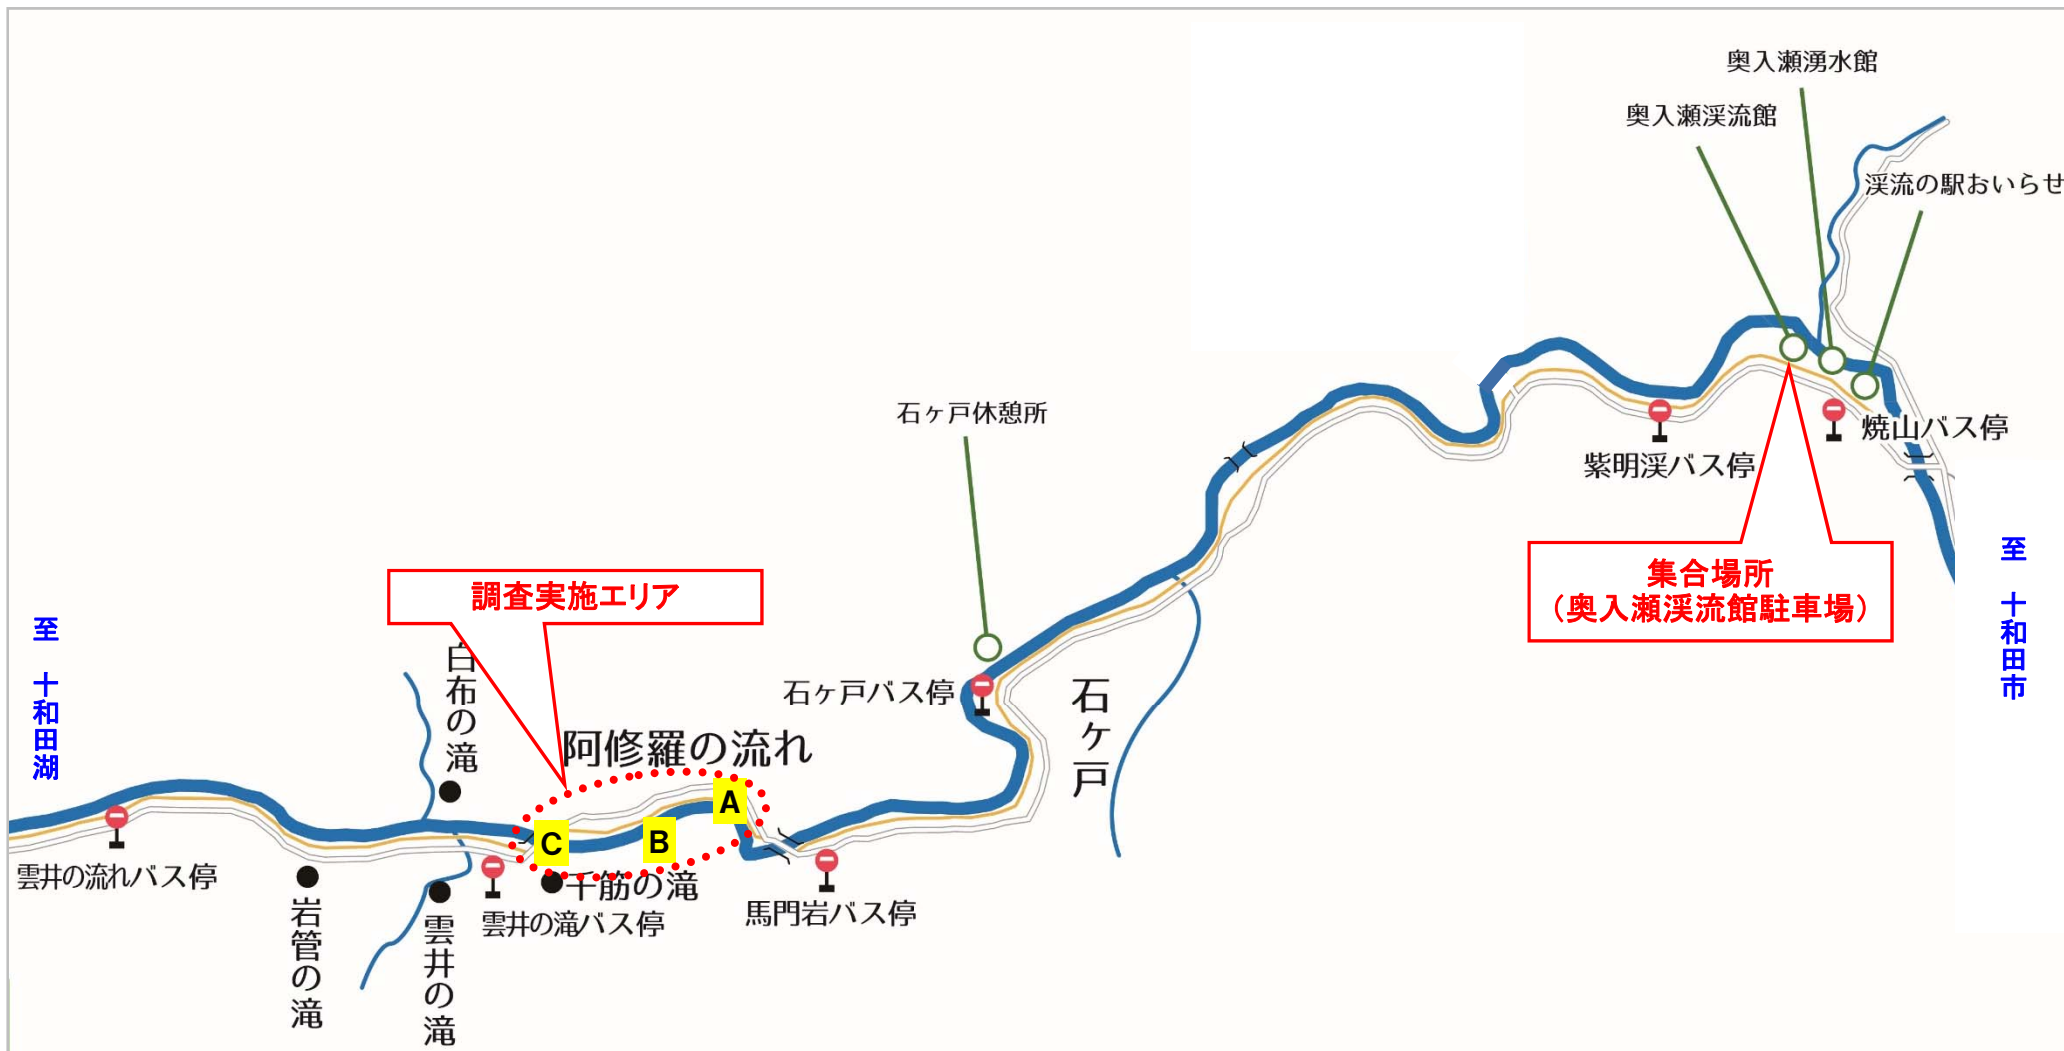 奥入瀬湧水館
奥入瀬渓流館
渓流の駅おいらせ
焼山バス停
紫明渓バス停
集合場所
（奥入瀬渓流館駐車場）
至 十和田市
石ヶ戸休憩所
石ヶ戸バス停
石ヶ戸
調査実施エリア
至 十和田湖
白布の滝
阿修羅の流れ
A
B
C
千筋の滝
雲井の滝バス停
馬門岩バス停
雲井の流れバス停
岩管の滝
雲井の滝